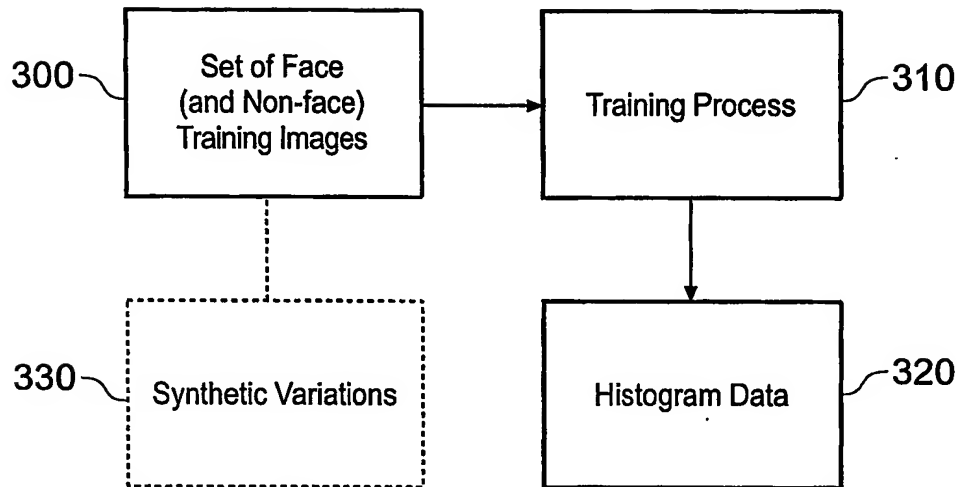 300
Set of Face
(and Non-face)
Training Images
Training Process
310
330
Synthetic Variations
Histogram Data
320